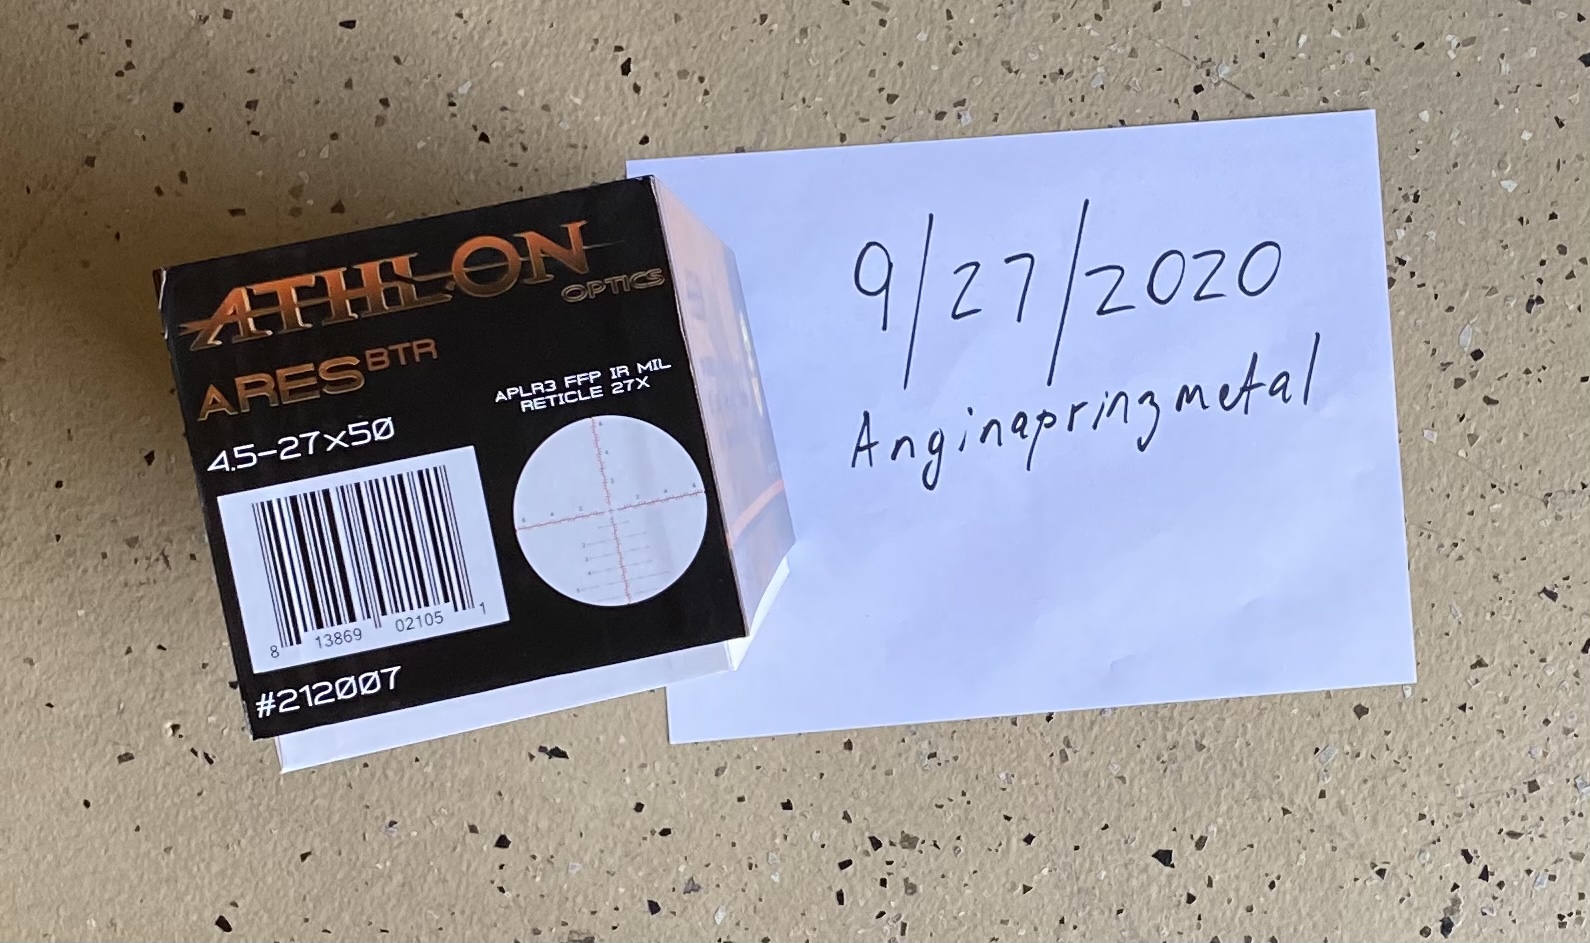 ATHLON
OPTICS
ARES BTR
4.5-27x50
APLR3 FFP IR MIL
RETICLE 27X
8 13869 02105 1
#212007
9/27/2020
Anginapringmetal